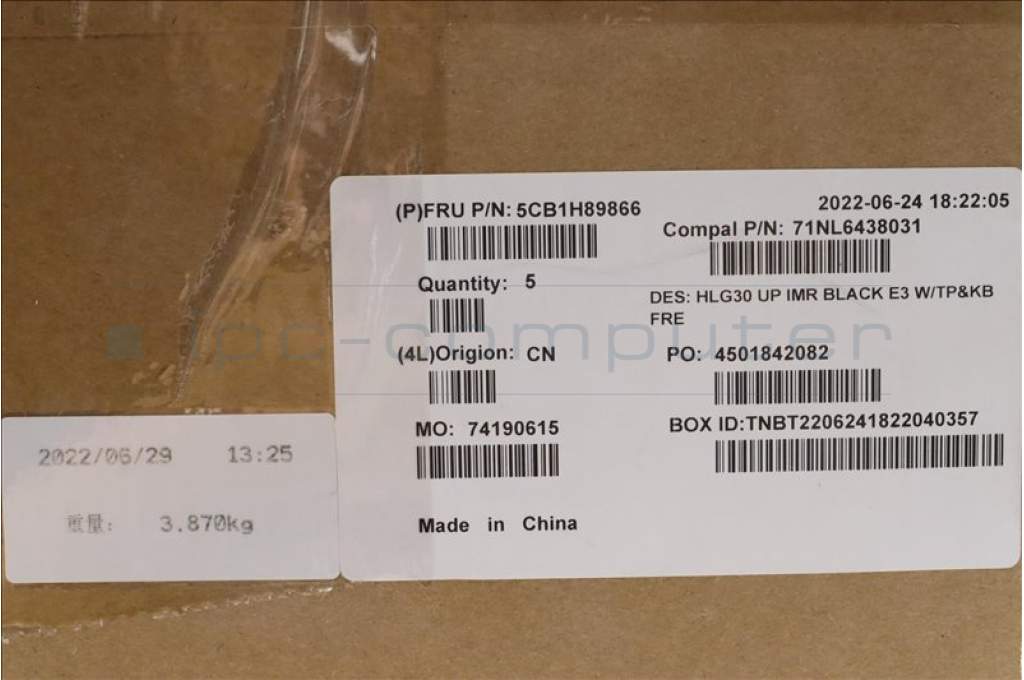 2022-06-24 18:22:05
(P)FRU P/N: 5CB1H89866
Compal P/N: 71NL6438031
Quantity: 5
DES: HLG30 UP IMR BLACK E3 W/TP&KB
FRE
ipc-computer
(4L)Origion: CN
PO: 4501842082
MO: 74190615
BOX ID:TNBT2206241822040357
Made in China
2022/06/29 13:25
重量: 3.870kg